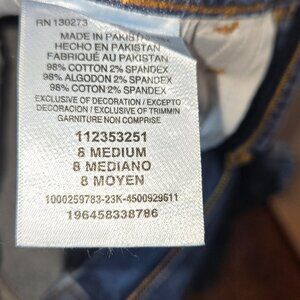 RN 130273
MADE IN PAKISTAN
HECHO EN PAKISTAN
FABRIQUÉ AU PAKISTAN
98% COTTON 2% SPANDEX
98% ALGODON 2% SPANDEX
98% COTON 2% SPANDEX
EXCLUSIVE OF DECORATION / EXCEPTO
DECORACION / EXCLUSIVE OF TRIMMIN
GARNITURE NON COMPRISE
112353251
8 MEDIUM
8 MEDIANO
8 MOYEN
1000259783-23K-4500929611
196458338786